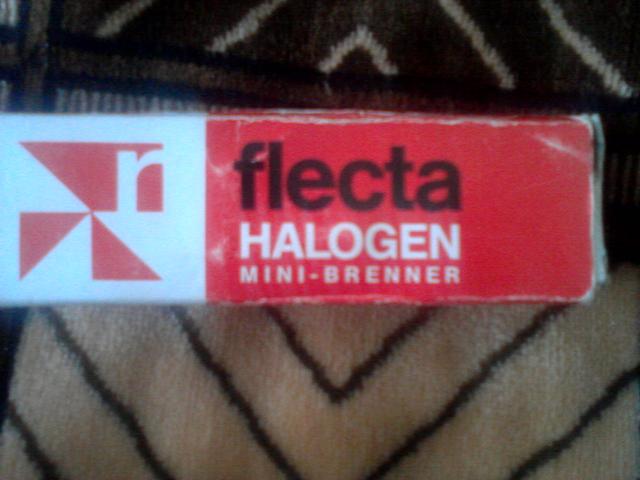 r
flecta
HALOGEN
MINI-BRENNER